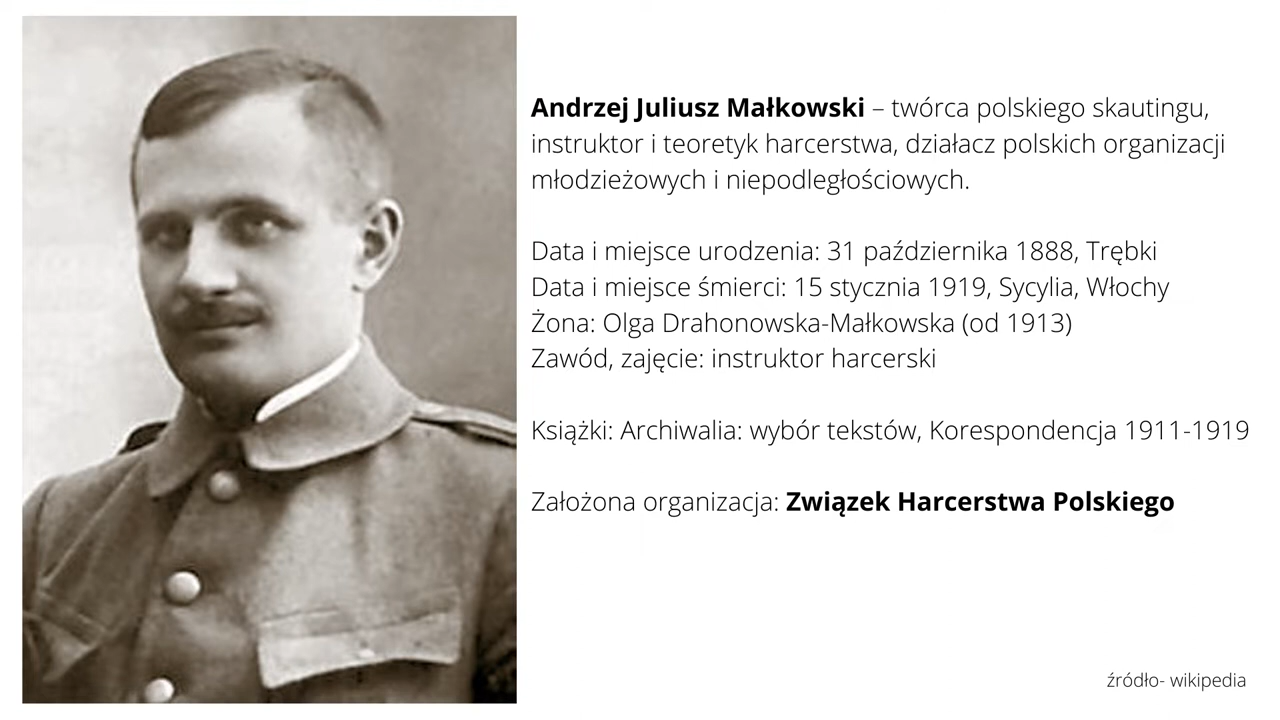 Andrzej Juliusz Małkowski – twórca polskiego skautingu,
instruktor i teoretyk harcerstwa, działacz polskich organizacji
młodzieżowych i niepodległościowych.
Data i miejsce urodzenia: 31 października 1888, Trębki
Data i miejsce śmierci: 15 stycznia 1919, Sycylia, Włochy
Żona: Olga Drahonowska-Małkowska (od 1913)
Zawód, zajęcie: instruktor harcerski
Książki: Archiwalia: wybór tekstów, Korespondencja 1911-1919
Założona organizacja: Związek Harcerstwa Polskiego
źródło- wikipedia